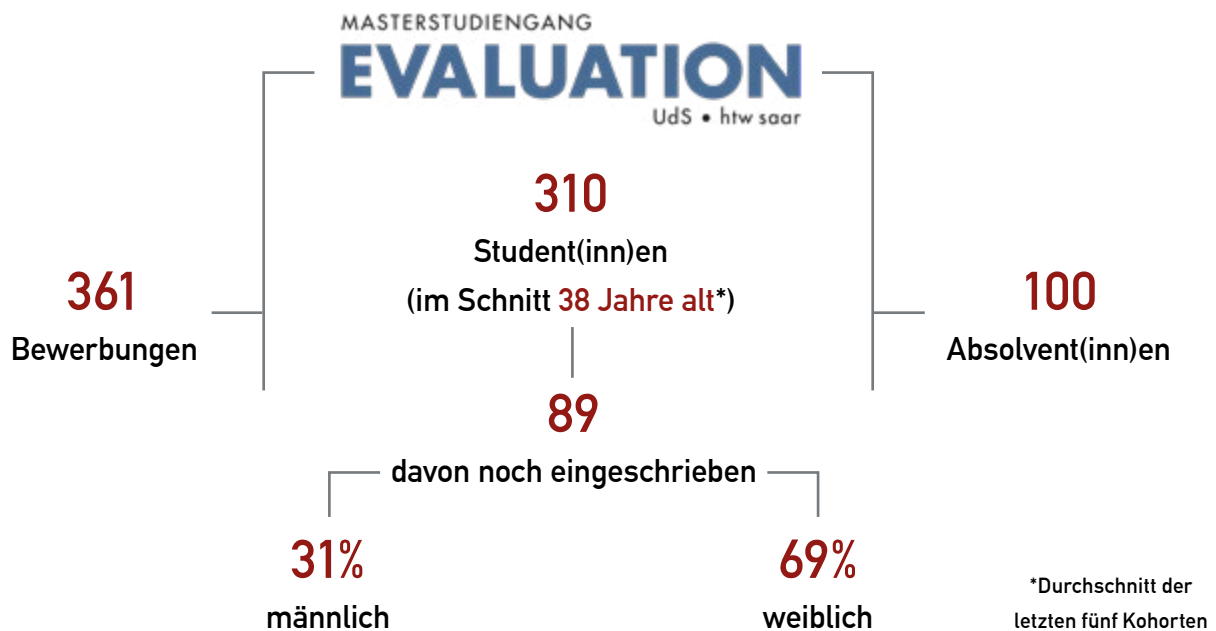 MASTERSTUDIENGANG
EVALUATION
UdS • htw saar
310
Student(inn)en
(im Schnitt 38 Jahre alt*)
361
Bewerbungen
100
Absolvent(inn)en
89
davon noch eingeschrieben
31%
männlich
69%
weiblich
*Durchschnitt der
letzten fünf Kohorten